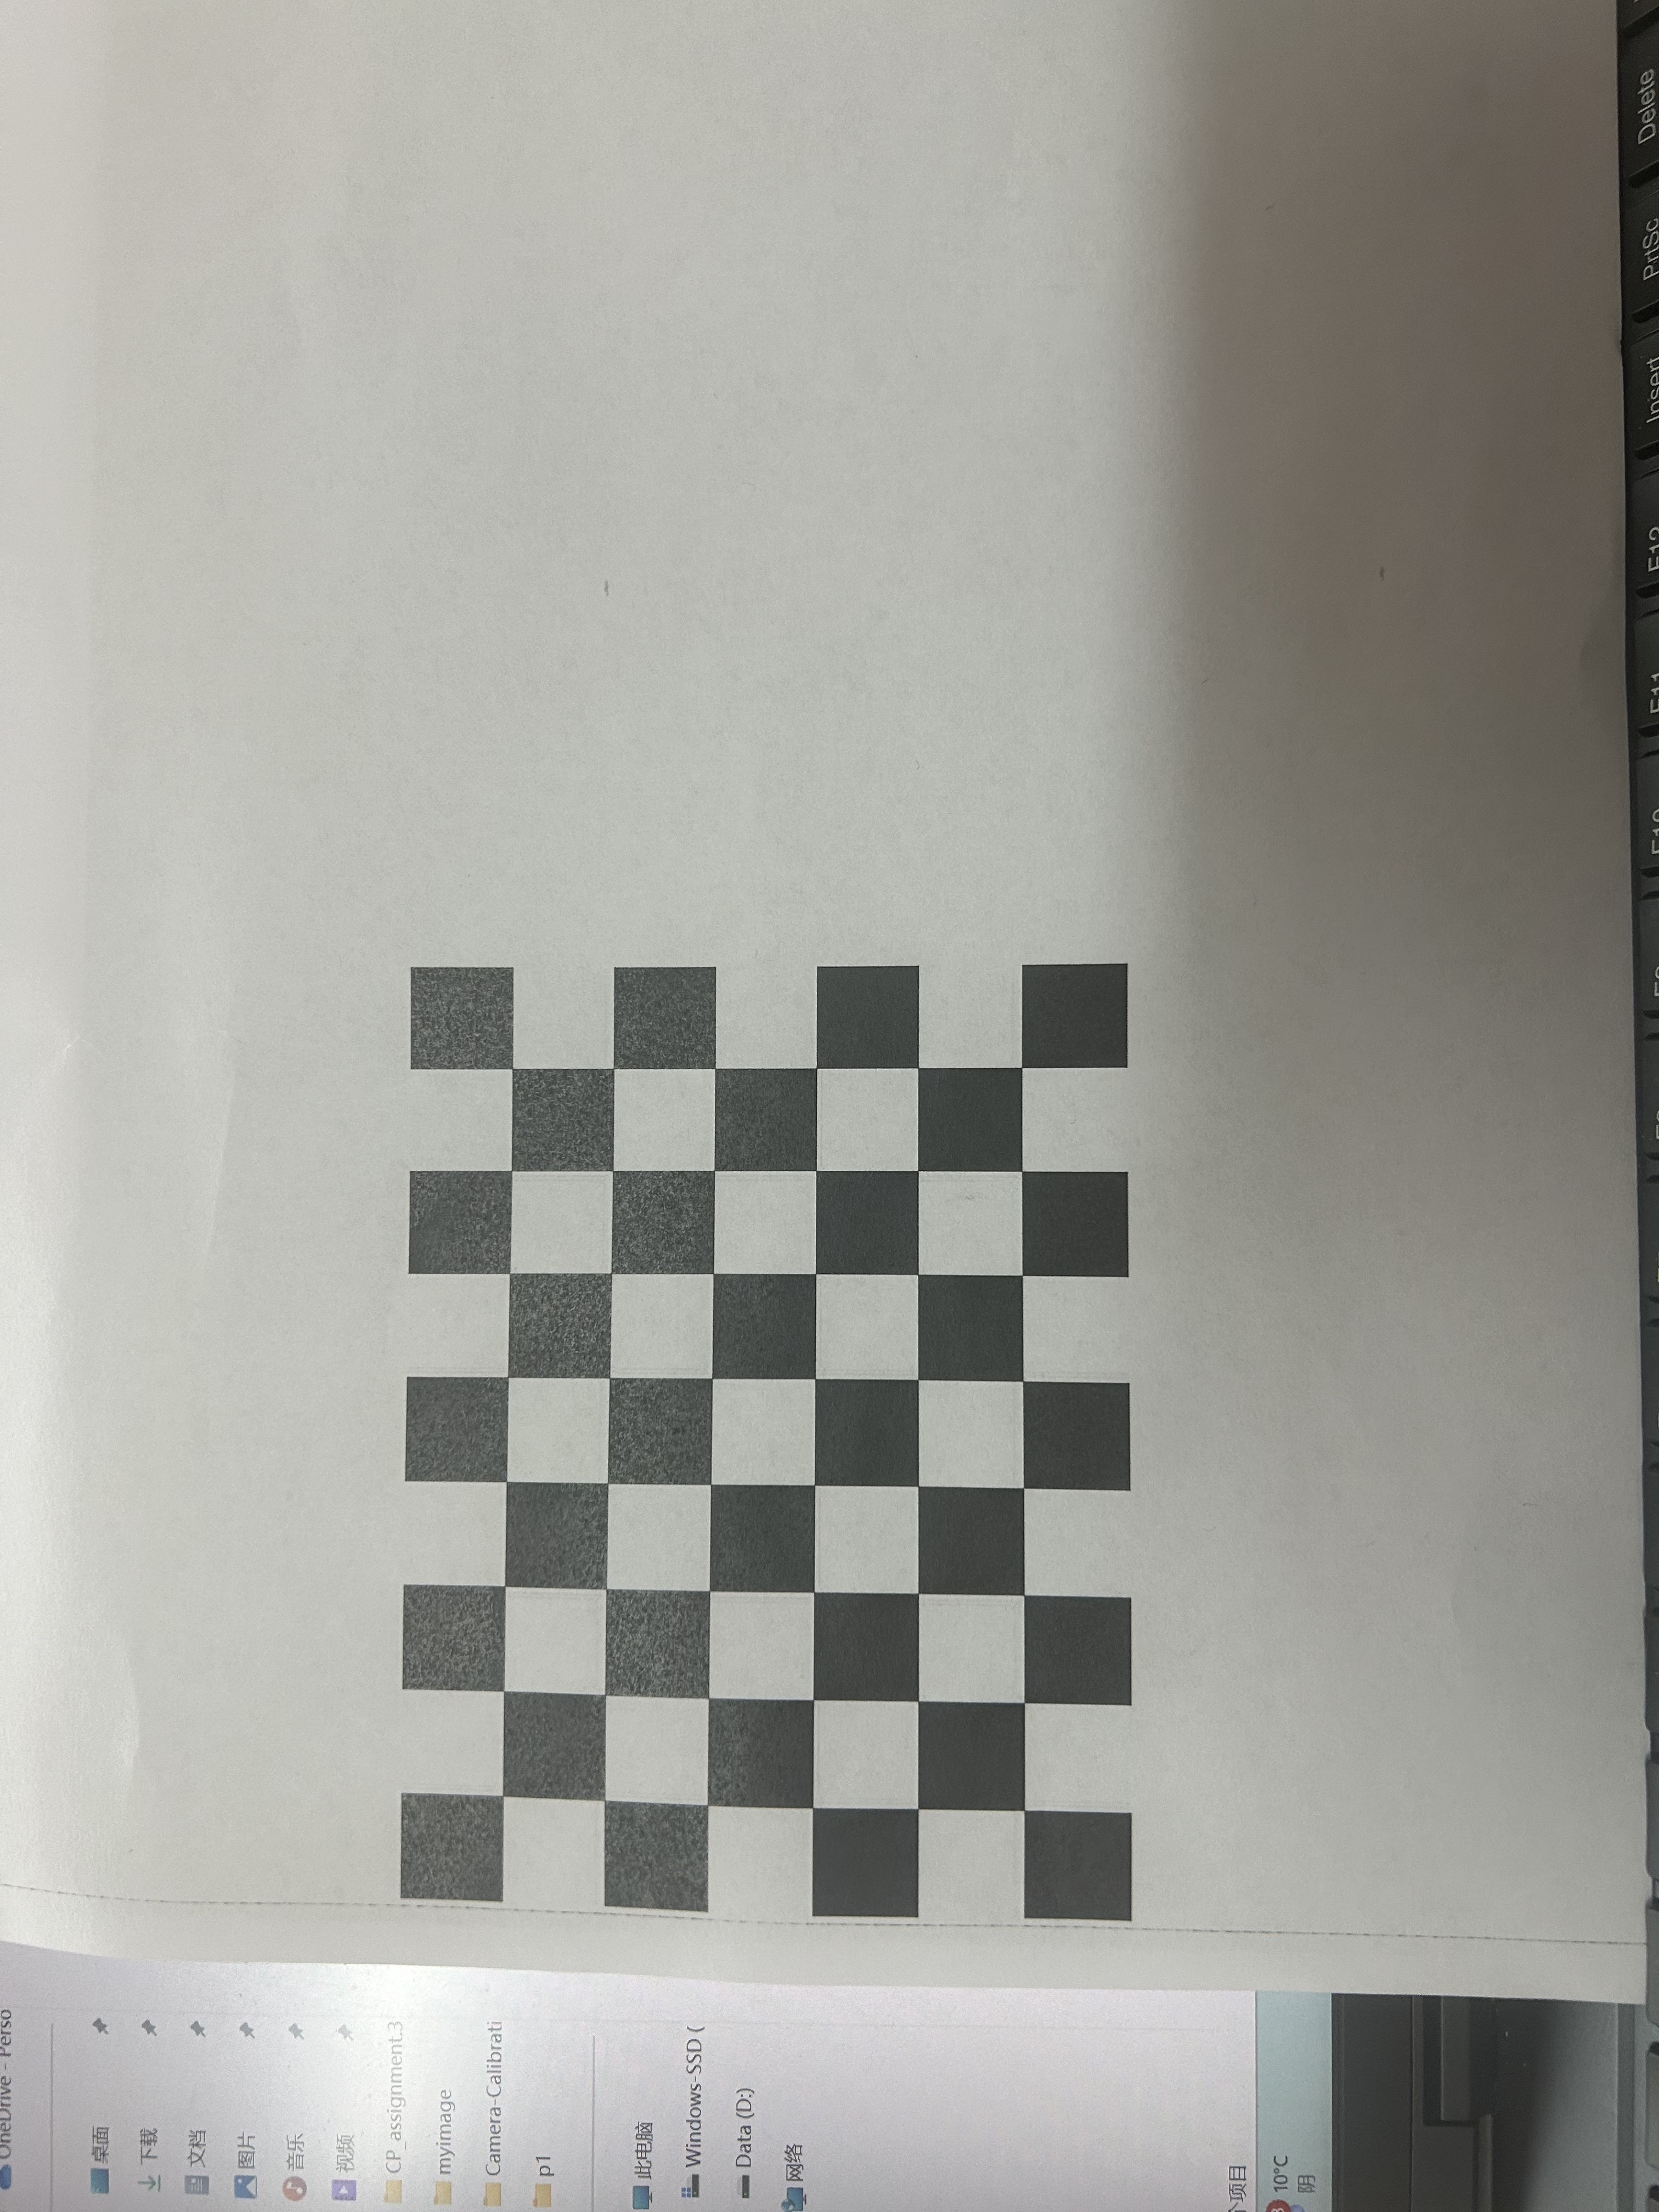 OneDrive - Perso
桌面
下载
文档
图片
音乐
视频
CP_assignment.3
myimage
Camera-Calibrati
p1
此电脑
Windows-SSD (
Data (D:)
网络
个项目
10°C
阴
F10
F11
F12
Insert
PrtSc
Delete